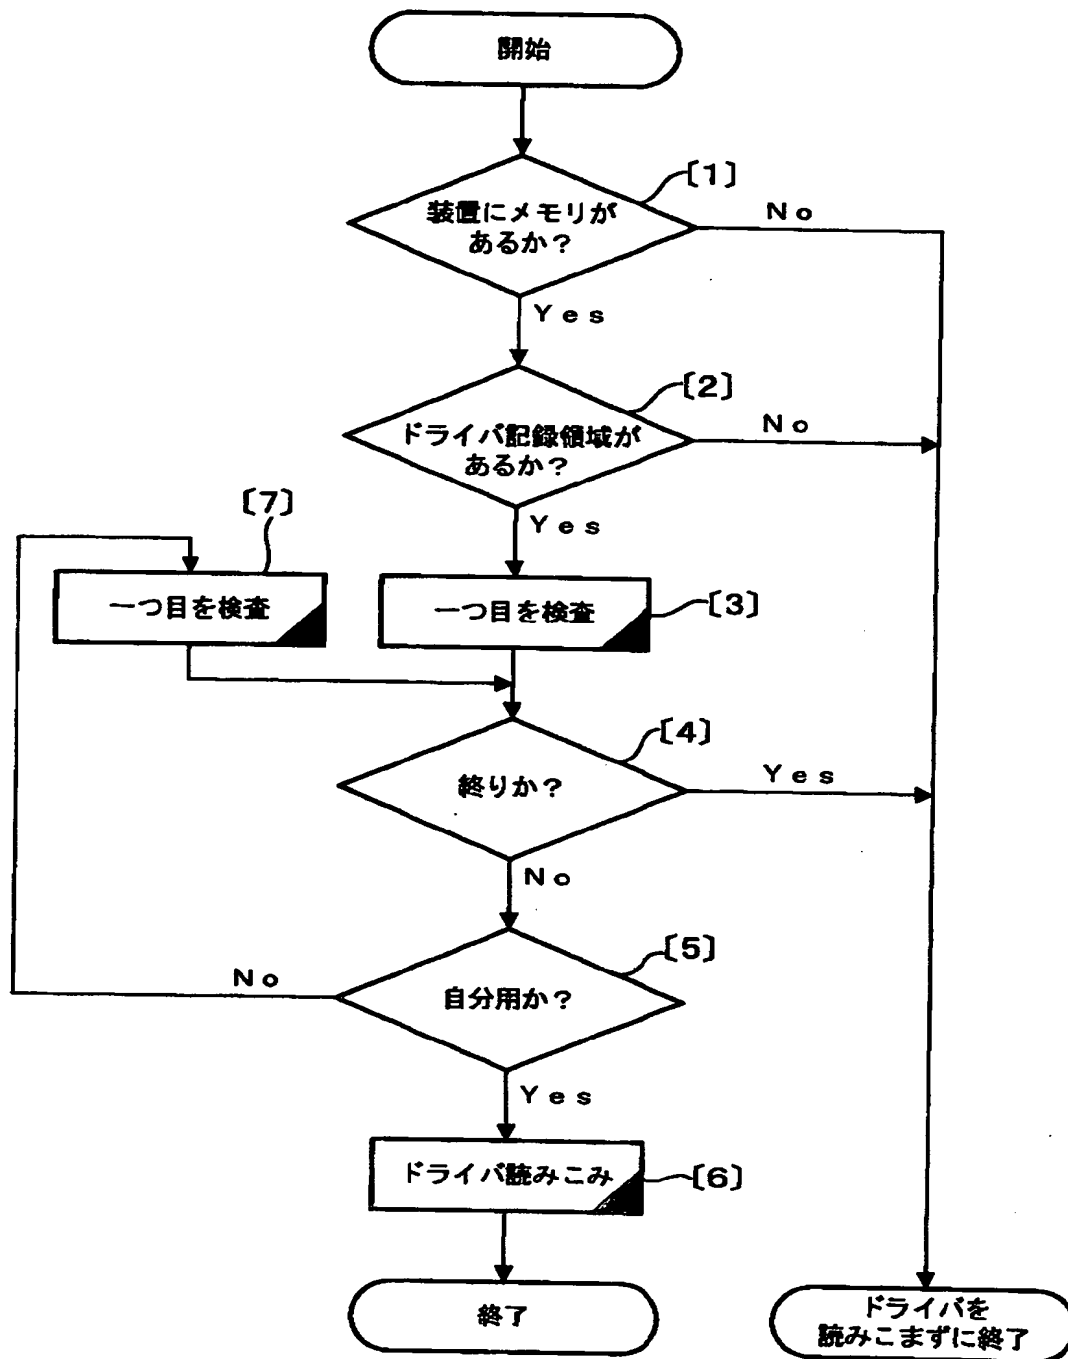 開始
〔1〕
装置にメモリが
あるか？
No
Yes
〔2〕
ドライバ記録領域が
あるか？
No
Yes
〔7〕
一つ目を検査
一つ目を検査
〔3〕
〔4〕
終りか？
Yes
No
〔5〕
自分用か？
No
Yes
ドライバ読みこみ
〔6〕
終了
ドライバを
読みこまずに終了